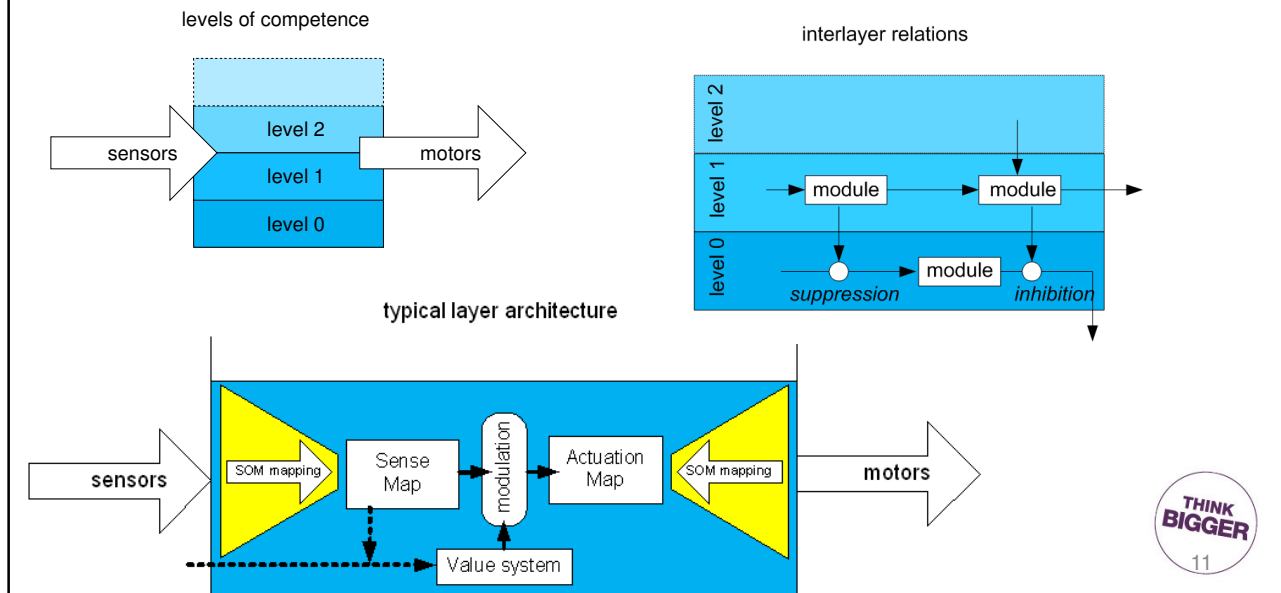 levels of competence
level 2
sensors
motors
level 1
level 0
interlayer relations
level 2
level 1
module
module
level 0
module
suppression
inhibition
typical layer architecture
sensors
SOM mapping
Sense
Map
modulation
Actuation
Map
SOM mapping
motors
Value system
THINK
BIGGER
11